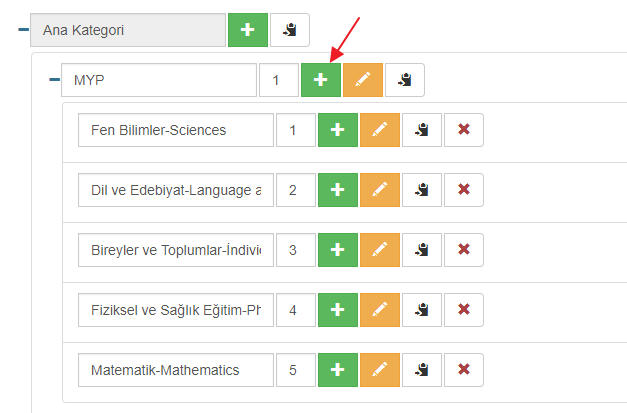 Ana Kategori
MYP 1
Fen Bilimler-Sciences 1
Dil ve Edebiyat-Language a 2
Bireyler ve Toplumlar-İndivid 3
Fiziksel ve Sağlık Eğitim-Ph 4
Matematik-Mathematics 5